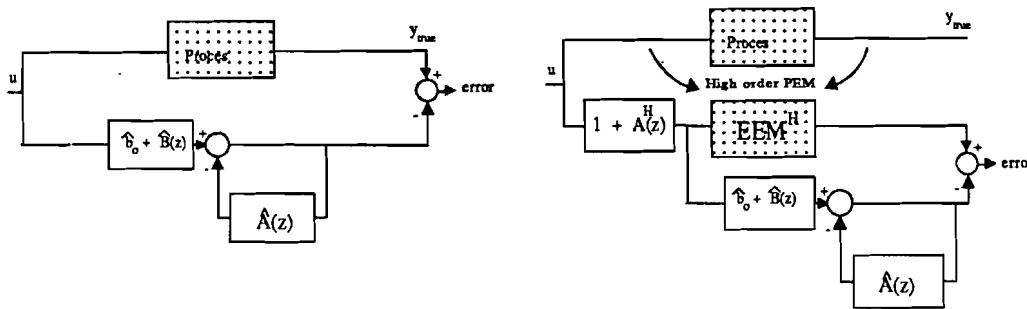 y_true
Proces
u
+
-
error
b̂_o + B̂(z)
+
-
Â(z)
y_true
Proces
u
High order PEM
1 + A(z)^H
EEM^H
+
-
erro
b̂_o + B̂(z)
+
-
Â(z)